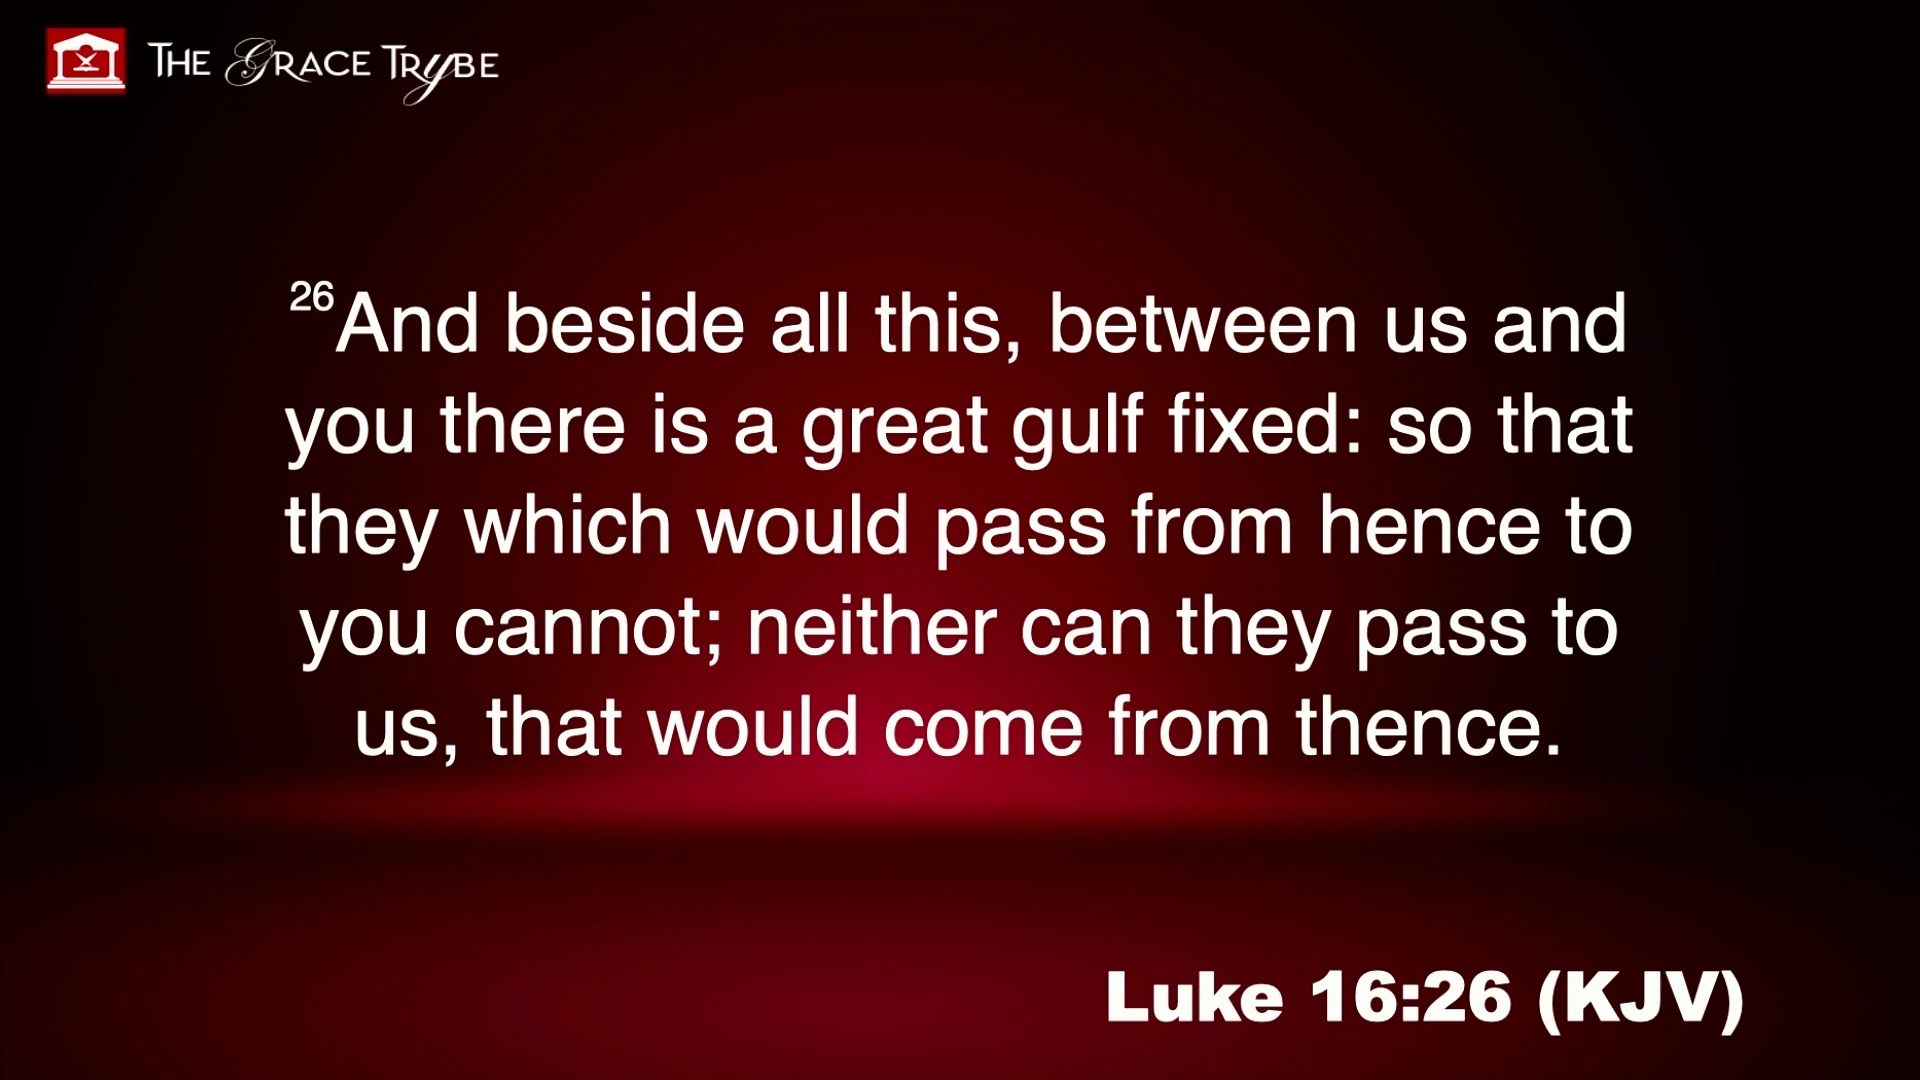 The Grace Trybe
26And beside all this, between us and
you there is a great gulf fixed: so that
they which would pass from hence to
you cannot; neither can they pass to
us, that would come from thence.
Luke 16:26 (KJV)